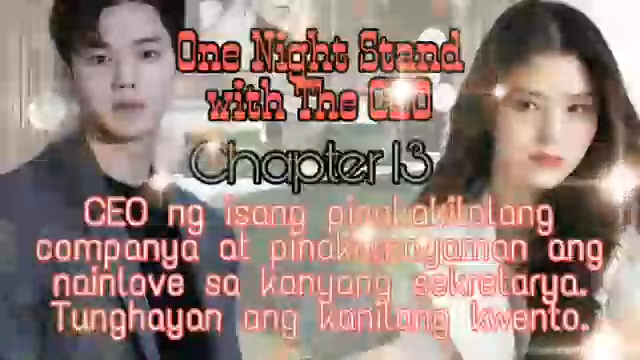 One Night Stand
with The CEO
Chapter 13
CEO ng isang pinakakilalang
companya at pinakamayaman ang
nainlove sa kanyang sekretarya.
Tunghayan ang kanilang kwento.